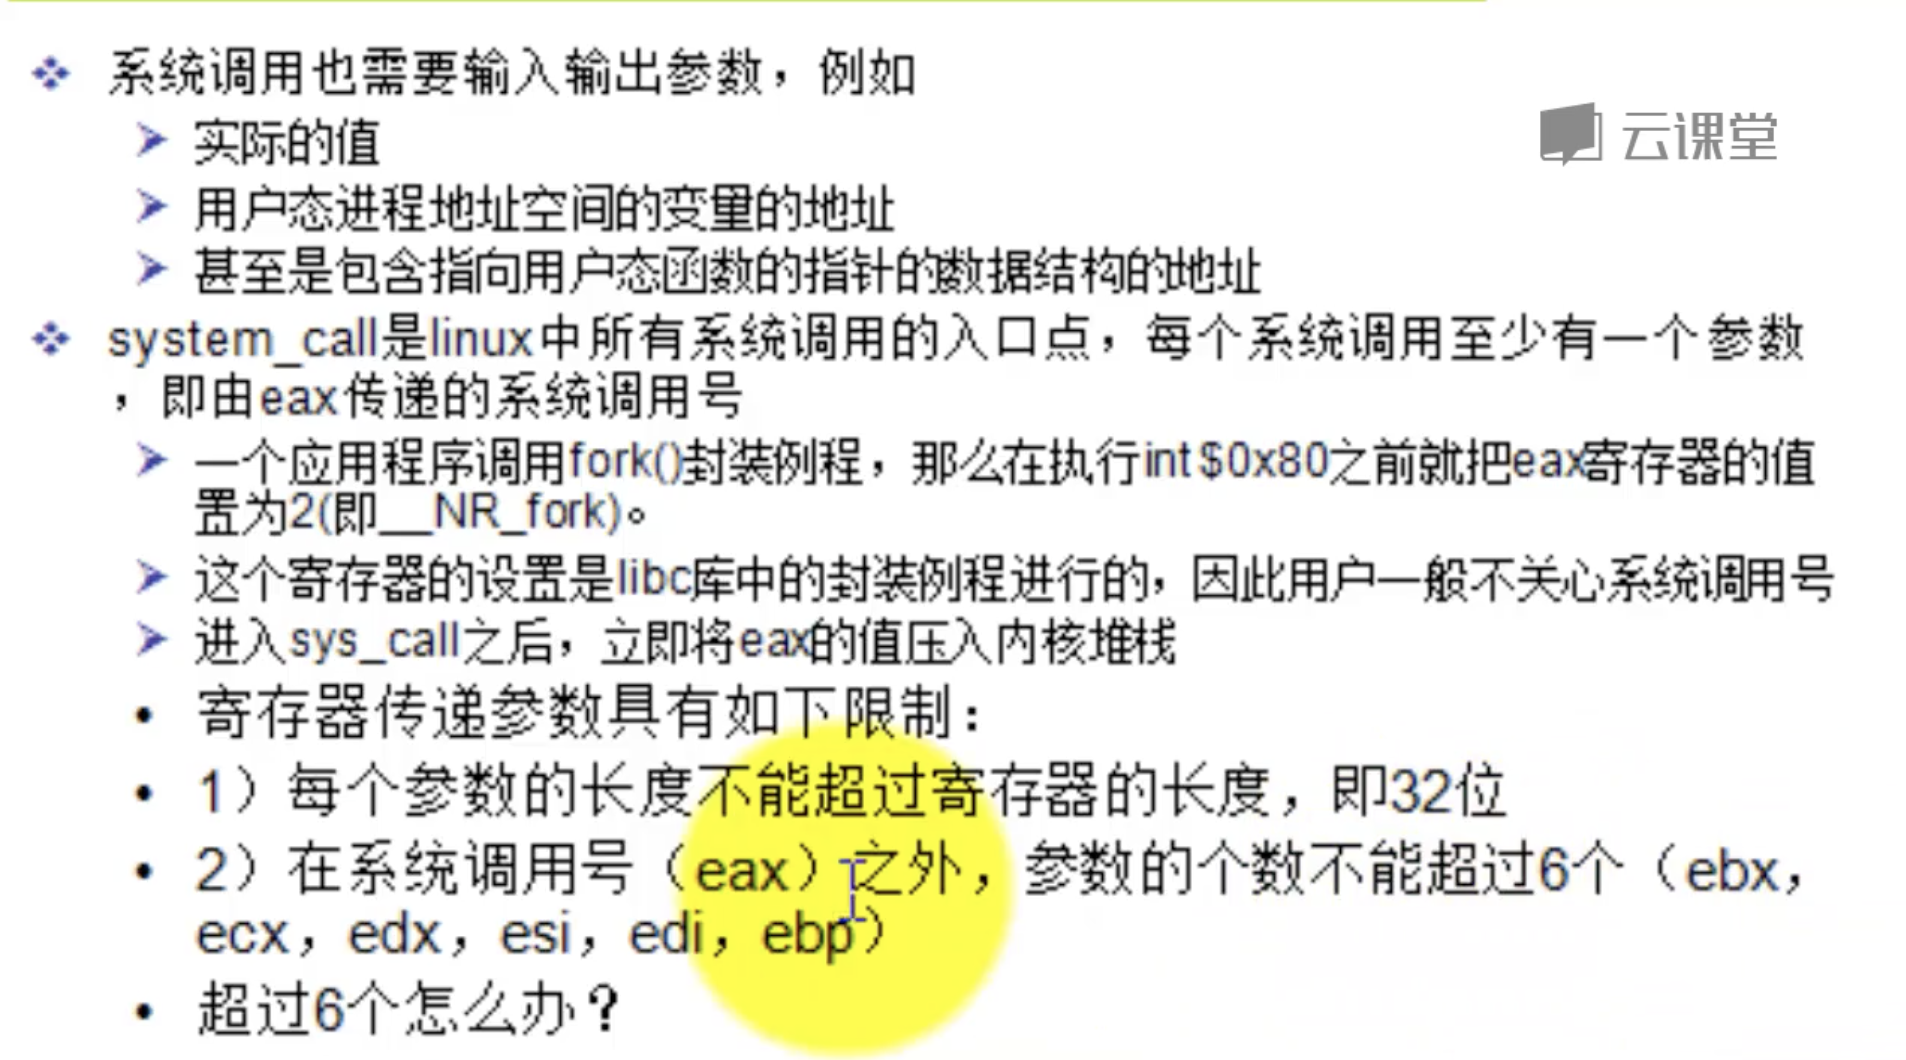 系统调用也需要输入输出参数，例如
云课堂
实际的值
用户态进程地址空间的变量的地址
甚至是包含指向用户态函数的指针的数据结构的地址
system_call是linux中所有系统调用的入口点，每个系统调用至少有一个参数
，即由eax传递的系统调用号
一个应用程序调用fork()封装例程，那么在执行int $0x80之前就把eax寄存器的值
置为2(即__NR_fork)。
这个寄存器的设置是libc库中的封装例程进行的，因此用户一般不关心系统调用号
进入sys_call之后，立即将eax的值压入内核堆栈
• 寄存器传递参数具有如下限制：
• 1）每个参数的长度不能超过寄存器的长度，即32位
• 2）在系统调用号（eax）之外，参数的个数不能超过6个（ebx，
ecx，edx，esi，edi，ebp）
• 超过6个怎么办？